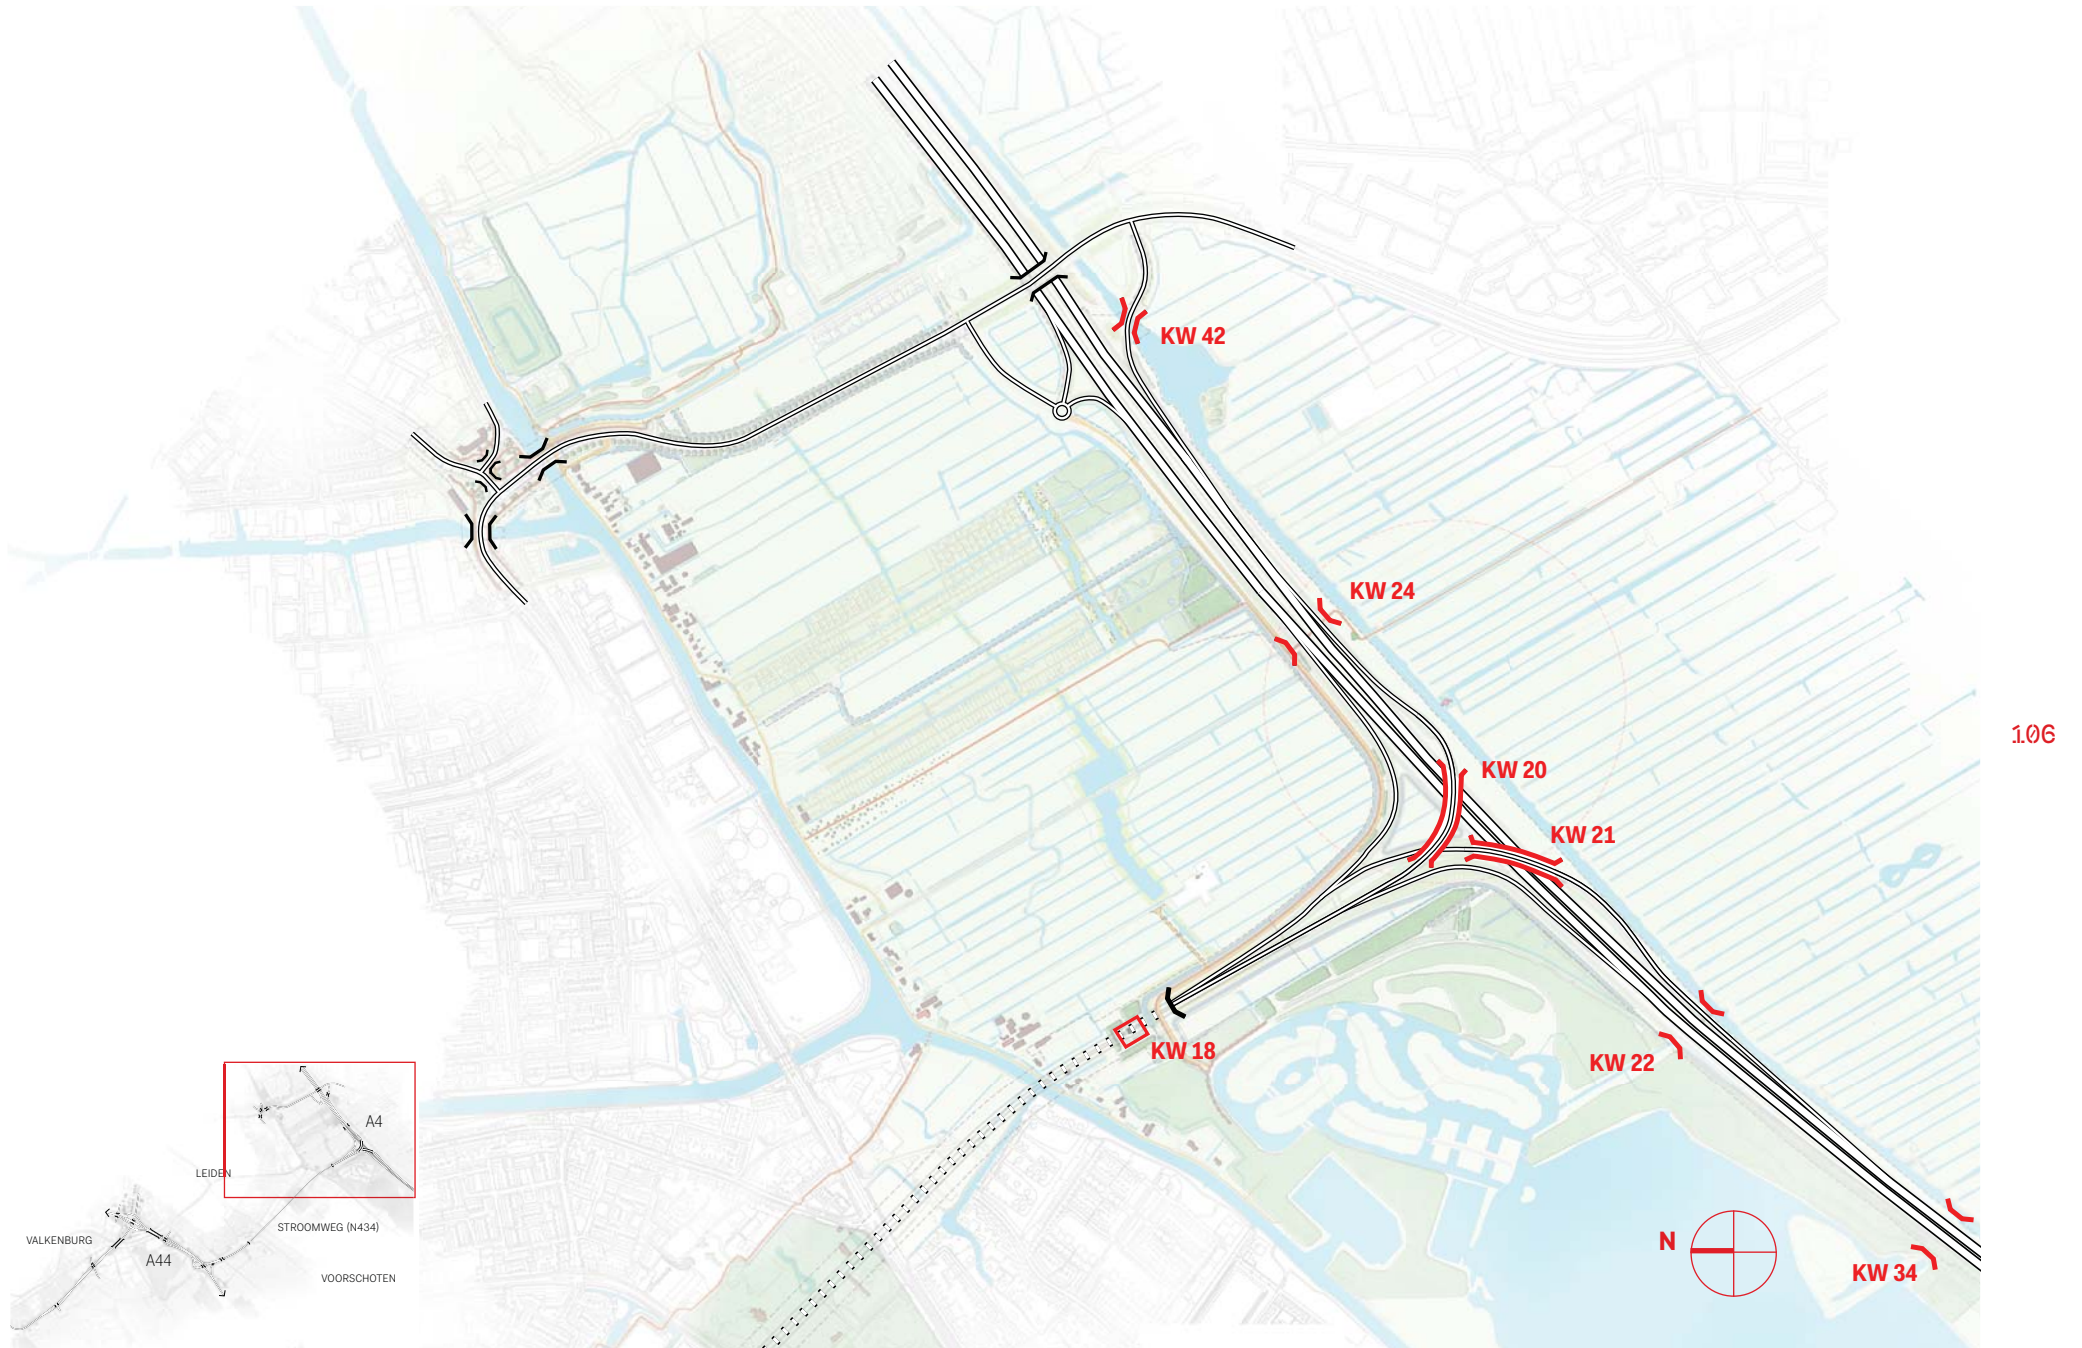 KW 42
KW 24
106
KW 20
KW 21
KW 18
KW 22
A4
LEIDEN
STROOMWEG (N434)
VALKENBURG
A44
VOORSCHOTEN
N
KW 34